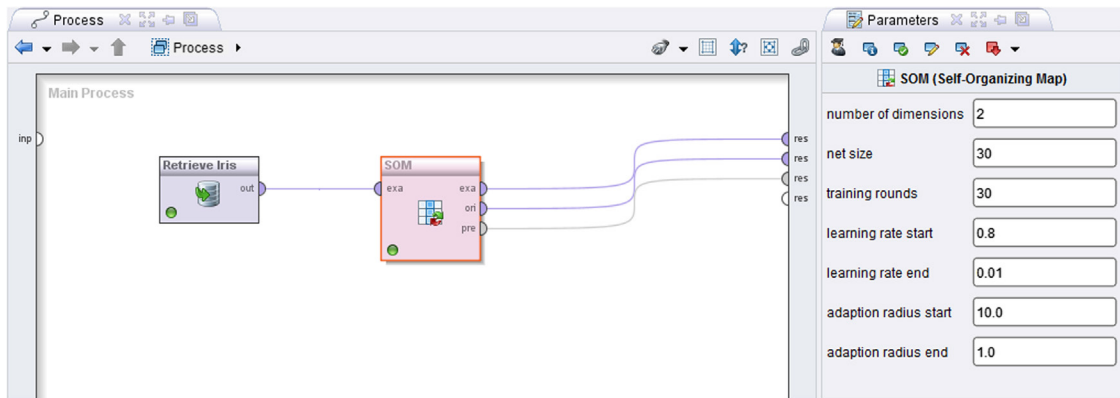 Process
Process
Main Process
inp
Retrieve Iris
out
SOM
exa
exa
ori
pre
res
res
res
res
Parameters
SOM (Self-Organizing Map)
number of dimensions 2
net size 30
training rounds 30
learning rate start 0.8
learning rate end 0.01
adaption radius start 10.0
adaption radius end 1.0